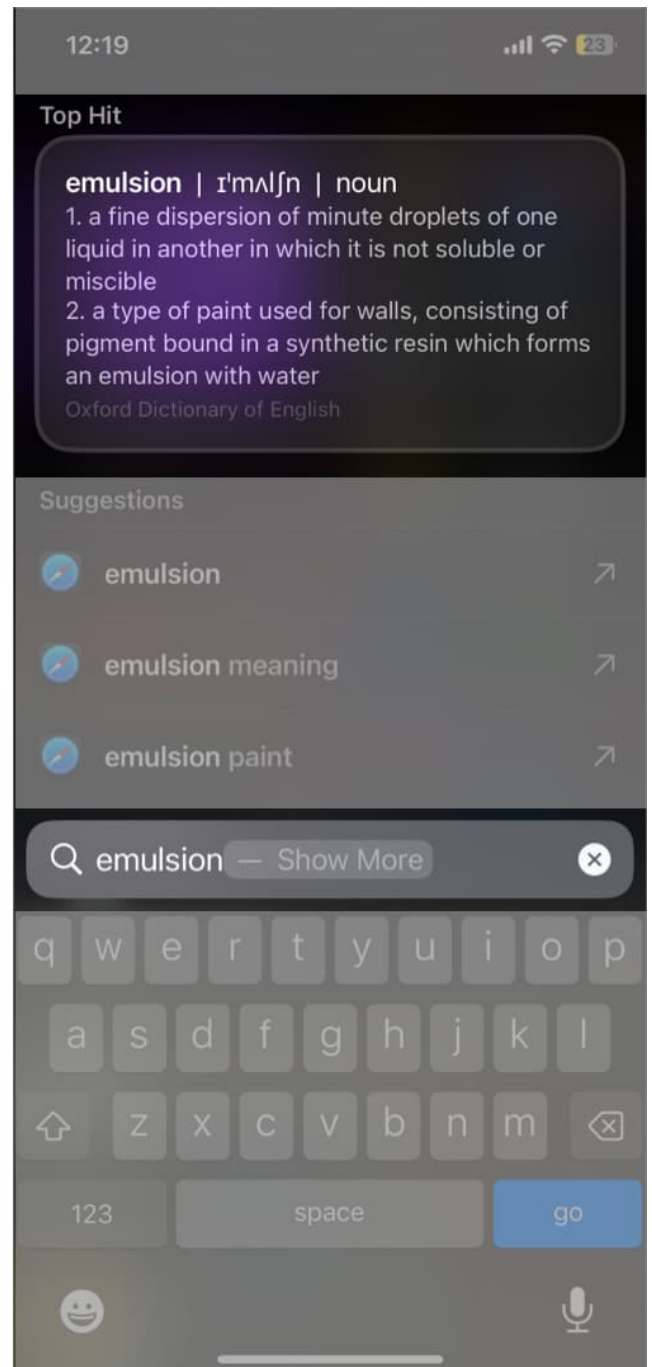 12:19
23
Top Hit
emulsion | ɪ'mʌlʃn | noun
1. a fine dispersion of minute droplets of one
liquid in another in which it is not soluble or
miscible
2. a type of paint used for walls, consisting of
pigment bound in a synthetic resin which forms
an emulsion with water
Oxford Dictionary of English
Suggestions
emulsion
emulsion meaning
emulsion paint
emulsion — Show More
q w e r t y u i o p
a s d f g h j k l
z x c v b n m
123 space go